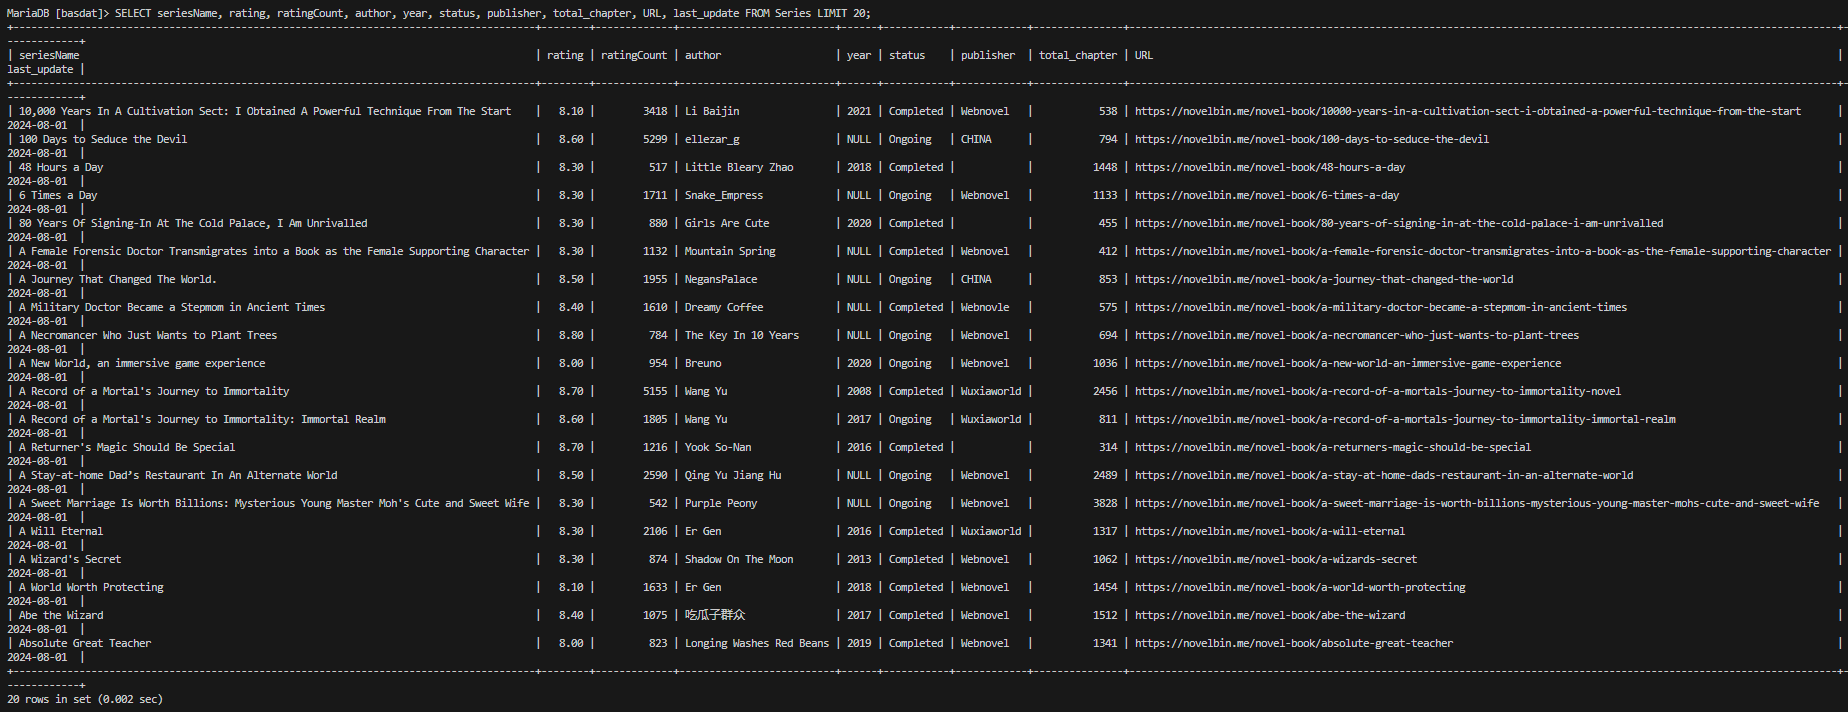 MariaDB [basdat]> SELECT seriesName, rating, ratingCount, author, year, status, publisher, total_chapter, URL, last_update FROM Series LIMIT 20;
| seriesName | rating | ratingCount | author | year | status | publisher | total_chapter | URL |
last_update |
| 10,000 Years In A Cultivation Sect: I Obtained A Powerful Technique From The Start | 8.10 | 3418 | Li Baijin | 2021 | Completed | Webnovel | 538 | https://novelbin.me/novel-book/10000-years-in-a-cultivation-sect-i-obtained-a-powerful-technique-from-the-start |
2024-08-01 |
| 100 Days to Seduce the Devil | 8.60 | 5299 | ellezar_g | NULL | Ongoing | CHINA | 794 | https://novelbin.me/novel-book/100-days-to-seduce-the-devil |
2024-08-01 |
| 48 Hours a Day | 8.30 | 517 | Little Bleary Zhao | 2018 | Completed | | 1448 | https://novelbin.me/novel-book/48-hours-a-day |
2024-08-01 |
| 6 Times a Day | 8.30 | 1711 | Snake_Empress | NULL | Ongoing | Webnovel | 1133 | https://novelbin.me/novel-book/6-times-a-day |
2024-08-01 |
| 80 Years Of Signing-In At The Cold Palace, I Am Unrivalled | 8.30 | 880 | Girls Are Cute | 2020 | Completed | | 455 | https://novelbin.me/novel-book/80-years-of-signing-in-at-the-cold-palace-i-am-unrivalled |
2024-08-01 |
| A Female Forensic Doctor Transmigrates into a Book as the Female Supporting Character | 8.30 | 1132 | Mountain Spring | NULL | Completed | Webnovel | 412 | https://novelbin.me/novel-book/a-female-forensic-doctor-transmigrates-into-a-book-as-the-female-supporting-character |
2024-08-01 |
| A Journey That Changed The World. | 8.50 | 1955 | NegansPalace | NULL | Ongoing | CHINA | 853 | https://novelbin.me/novel-book/a-journey-that-changed-the-world |
2024-08-01 |
| A Military Doctor Became a Stepmom in Ancient Times | 8.40 | 1610 | Dreamy Coffee | NULL | Completed | Webnovle | 575 | https://novelbin.me/novel-book/a-military-doctor-became-a-stepmom-in-ancient-times |
2024-08-01 |
| A Necromancer Who Just Wants to Plant Trees | 8.80 | 784 | The Key In 10 Years | NULL | Ongoing | Webnovel | 694 | https://novelbin.me/novel-book/a-necromancer-who-just-wants-to-plant-trees |
2024-08-01 |
| A New World, an immersive game experience | 8.00 | 954 | Breuno | 2020 | Ongoing | Webnovel | 1036 | https://novelbin.me/novel-book/a-new-world-an-immersive-game-experience |
2024-08-01 |
| A Record of a Mortal's Journey to Immortality | 8.70 | 5155 | Wang Yu | 2008 | Completed | Wuxiaworld | 2456 | https://novelbin.me/novel-book/a-record-of-a-mortals-journey-to-immortality-novel |
2024-08-01 |
| A Record of a Mortal's Journey to Immortality: Immortal Realm | 8.60 | 1805 | Wang Yu | 2017 | Ongoing | Wuxiaworld | 811 | https://novelbin.me/novel-book/a-record-of-a-mortals-journey-to-immortality-immortal-realm |
2024-08-01 |
| A Returner's Magic Should Be Special | 8.70 | 1216 | Yook So-Nan | 2016 | Completed | | 314 | https://novelbin.me/novel-book/a-returners-magic-should-be-special |
2024-08-01 |
| A Stay-at-home Dad’s Restaurant In An Alternate World | 8.50 | 2590 | Qing Yu Jiang Hu | NULL | Ongoing | Webnovel | 2489 | https://novelbin.me/novel-book/a-stay-at-home-dads-restaurant-in-an-alternate-world |
2024-08-01 |
| A Sweet Marriage Is Worth Billions: Mysterious Young Master Moh's Cute and Sweet Wife | 8.30 | 542 | Purple Peony | NULL | Ongoing | Webnovel | 3828 | https://novelbin.me/novel-book/a-sweet-marriage-is-worth-billions-mysterious-young-master-mohs-cute-and-sweet-wife |
2024-08-01 |
| A Will Eternal | 8.30 | 2106 | Er Gen | 2016 | Completed | Wuxiaworld | 1317 | https://novelbin.me/novel-book/a-will-eternal |
2024-08-01 |
| A Wizard's Secret | 8.30 | 874 | Shadow On The Moon | 2013 | Completed | Webnovel | 1062 | https://novelbin.me/novel-book/a-wizards-secret |
2024-08-01 |
| A World Worth Protecting | 8.10 | 1633 | Er Gen | 2018 | Completed | Webnovel | 1454 | https://novelbin.me/novel-book/a-world-worth-protecting |
2024-08-01 |
| Abe the Wizard | 8.40 | 1075 | 吃瓜子群众 | 2017 | Completed | Webnovel | 1512 | https://novelbin.me/novel-book/abe-the-wizard |
2024-08-01 |
| Absolute Great Teacher | 8.00 | 823 | Longing Washes Red Beans | 2019 | Completed | Webnovel | 1341 | https://novelbin.me/novel-book/absolute-great-teacher |
2024-08-01 |
20 rows in set (0.002 sec)